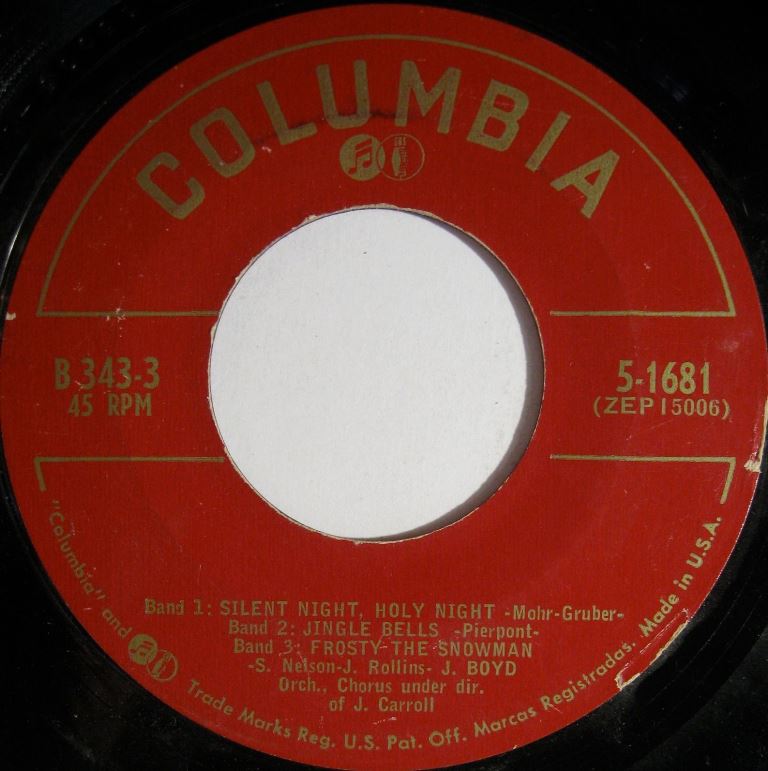 COLUMBIA
B 343-3
45 RPM
5-1681
(ZEP 15006)
Band 1: SILENT NIGHT, HOLY NIGHT -Mohr-Gruber-
Band 2: JINGLE BELLS -Pierpont-
Band 3: FROSTY THE SNOWMAN
-S. Nelson-J. Rollins- J. BOYD
Orch., Chorus under dir.
of J. Carroll
"Columbia" and Trade Marks Reg. U.S. Pat. Off. Marcas Registradas. Made in U.S.A.